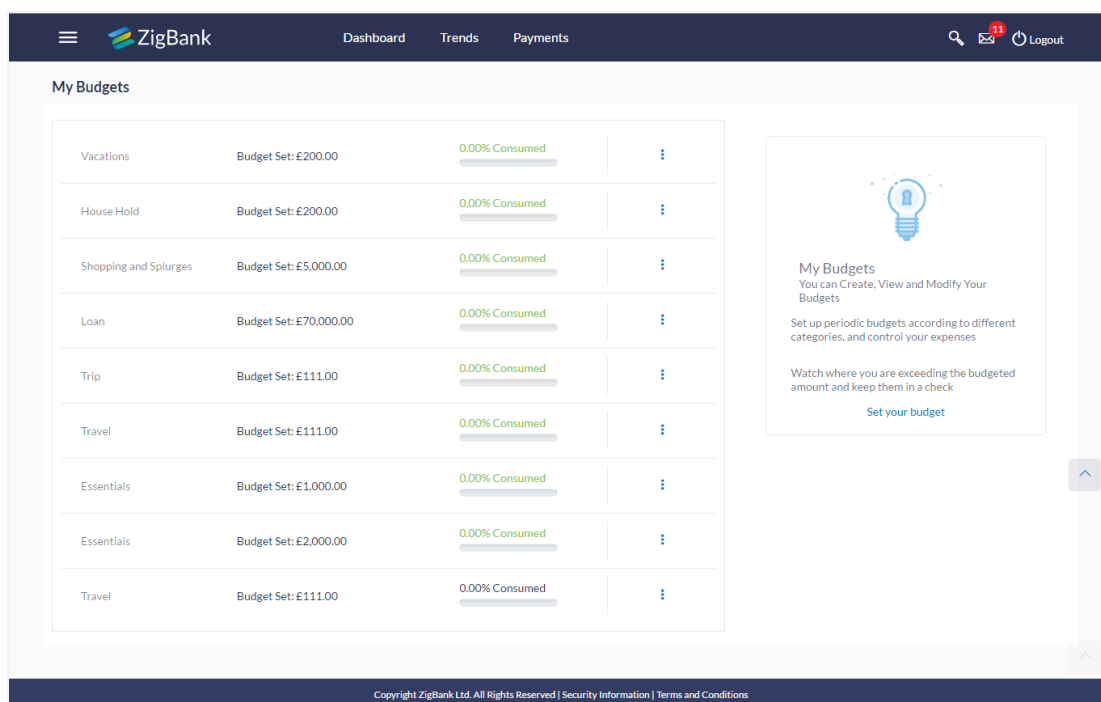 ZigBank Dashboard Trends Payments 11 Logout
My Budgets
Vacations Budget Set: £200.00 0.00% Consumed
House Hold Budget Set: £200.00 0.00% Consumed
Shopping and Splurges Budget Set: £5,000.00 0.00% Consumed
Loan Budget Set: £70,000.00 0.00% Consumed
Trip Budget Set: £111.00 0.00% Consumed
Travel Budget Set: £111.00 0.00% Consumed
Essentials Budget Set: £1,000.00 0.00% Consumed
Essentials Budget Set: £2,000.00 0.00% Consumed
Travel Budget Set: £111.00 0.00% Consumed
My Budgets
You can Create, View and Modify Your
Budgets
Set up periodic budgets according to different
categories, and control your expenses
Watch where you are exceeding the budgeted
amount and keep them in a check
Set your budget
Copyright ZigBank Ltd. All Rights Reserved | Security Information | Terms and Conditions